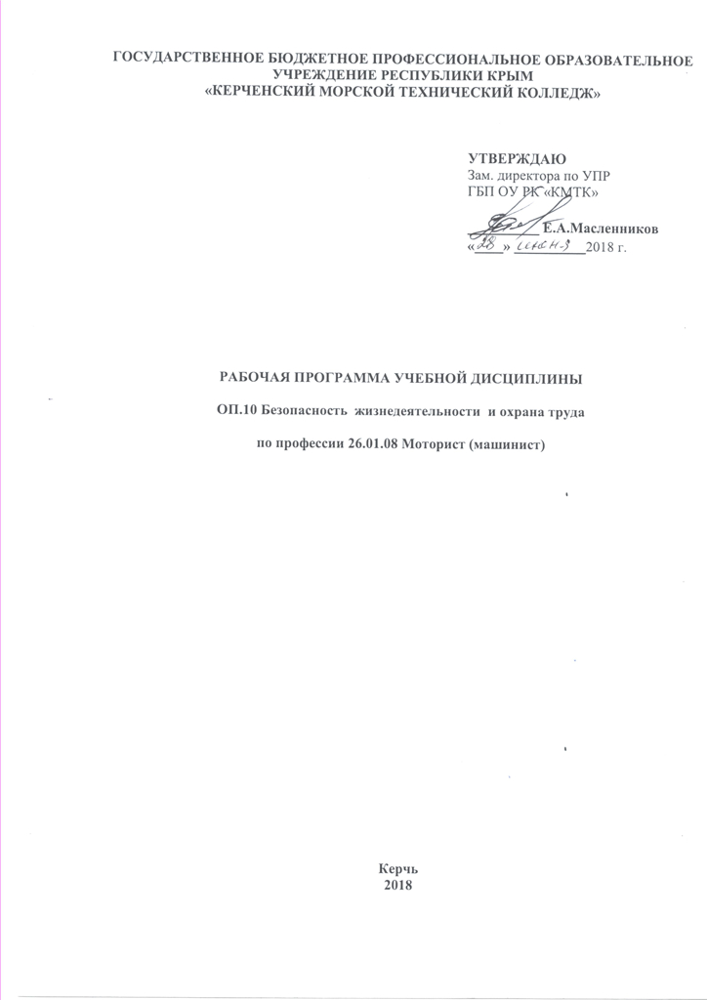 ГОСУДАРСТВЕННОЕ БЮДЖЕТНОЕ ПРОФЕССИОНАЛЬНОЕ ОБРАЗОВАТЕЛЬНОЕ
УЧРЕЖДЕНИЕ РЕСПУБЛИКИ КРЫМ
«КЕРЧЕНСКИЙ МОРСКОЙ ТЕХНИЧЕСКИЙ КОЛЛЕДЖ»
УТВЕРЖДАЮ
Зам. директора по УПР
ГБП ОУ РК «КМТК»
Е.А.Масленников
«28» июн-я 2018 г.
РАБОЧАЯ ПРОГРАММА УЧЕБНОЙ ДИСЦИПЛИНЫ
ОП.10 Безопасность жизнедеятельности и охрана труда
по профессии 26.01.08 Моторист (машинист)
Керчь
2018